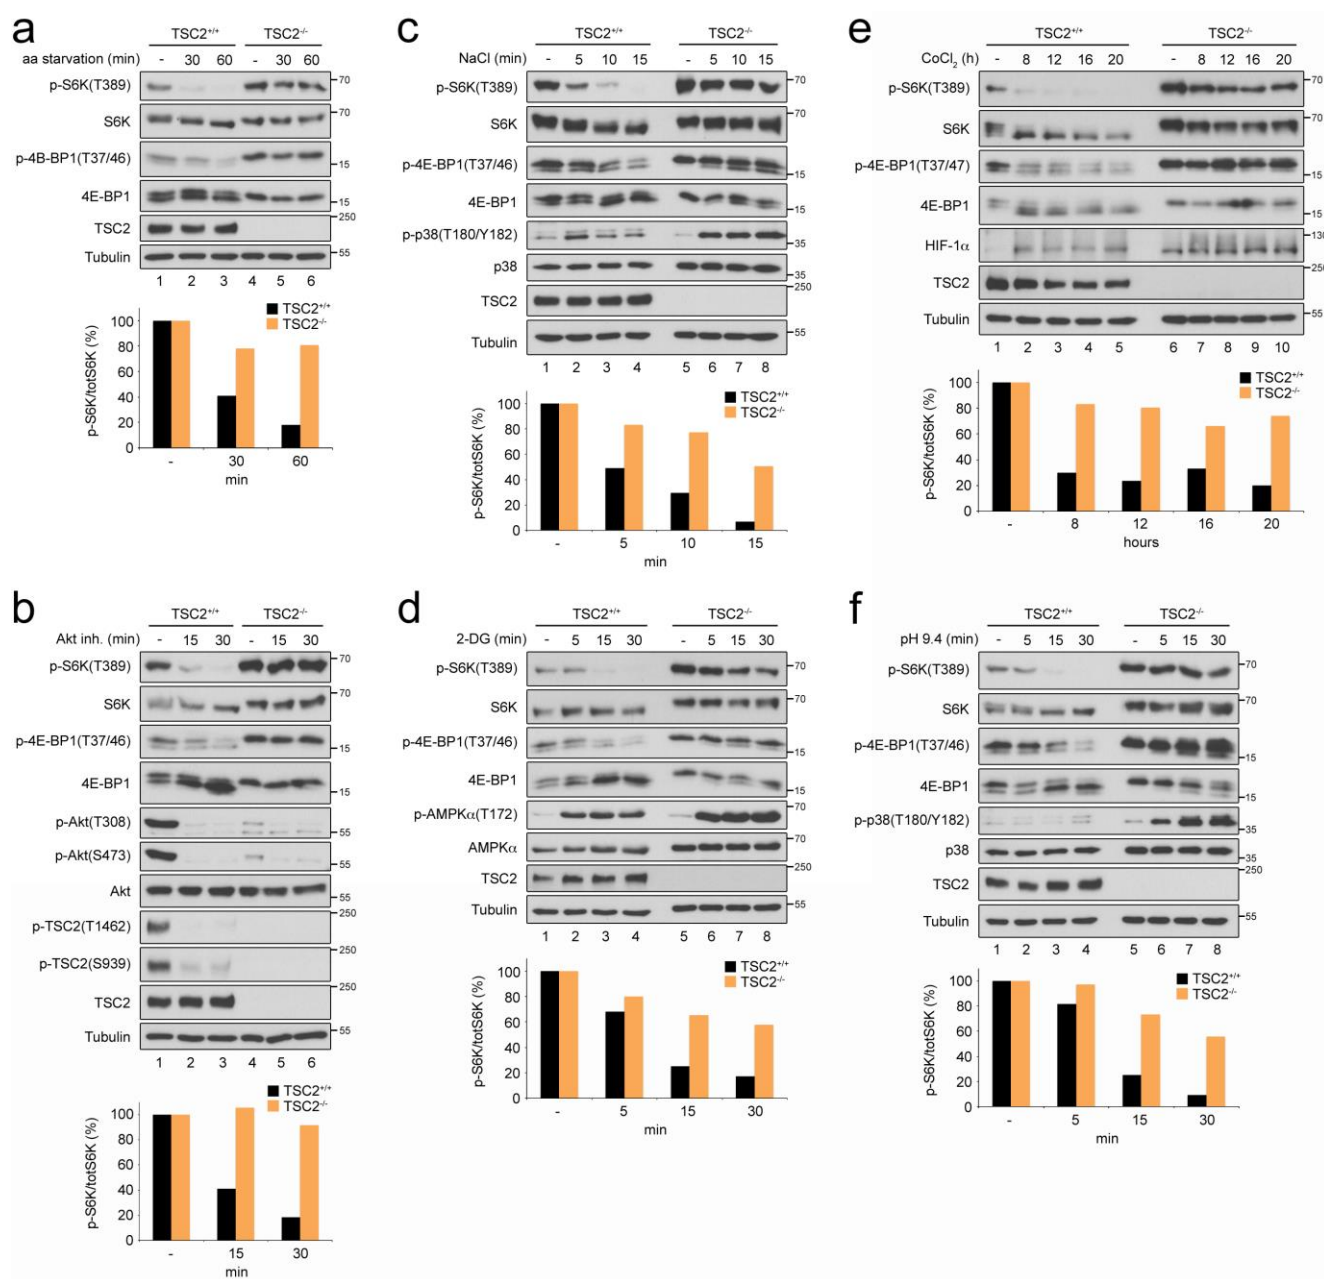 a
TSC2+/+ TSC2-/-
aa starvation (min) - 30 60 - 30 60
p-S6K(T389) 70
S6K 70
p-4B-BP1(T37/46) 15
4E-BP1 15
TSC2 250
Tubulin 55
1 2 3 4 5 6
TSC2+/+
TSC2-/-
p-S6K/totS6K (%)
100
80
60
40
20
0
- 30 60
min
b
TSC2+/+ TSC2-/-
Akt inh. (min) - 15 30 - 15 30
p-S6K(T389) 70
S6K 70
p-4E-BP1(T37/46) 15
4E-BP1 15
p-Akt(T308) 55
p-Akt(S473) 55
Akt 55
p-TSC2(T1462) 250
p-TSC2(S939) 250
TSC2 250
Tubulin 55
1 2 3 4 5 6
TSC2+/+
TSC2-/-
p-S6K/totS6K (%)
100
80
60
40
20
0
- 15 30
min
c
TSC2+/+ TSC2-/-
NaCl (min) - 5 10 15 - 5 10 15
p-S6K(T389) 70
S6K 70
p-4E-BP1(T37/46) 15
4E-BP1 15
p-p38(T180/Y182) 35
p38 35
TSC2 250
Tubulin 55
1 2 3 4 5 6 7 8
TSC2+/+
TSC2-/-
p-S6K/totS6K (%)
100
80
60
40
20
0
- 5 10 15
min
d
TSC2+/+ TSC2-/-
2-DG (min) - 5 15 30 - 5 15 30
p-S6K(T389) 70
S6K 70
p-4E-BP1(T37/46) 15
4E-BP1 15
p-AMPKα(T172) 70
AMPKα 70
TSC2 250
Tubulin 55
1 2 3 4 5 6 7 8
TSC2+/+
TSC2-/-
p-S6K/totS6K (%)
100
80
60
40
20
0
- 5 15 30
min
e
TSC2+/+ TSC2-/-
CoCl2 (h) - 8 12 16 20 - 8 12 16 20
p-S6K(T389) 70
S6K 70
p-4E-BP1(T37/47) 15
4E-BP1 15
HIF-1α 130
TSC2 250
Tubulin 55
1 2 3 4 5 6 7 8 9 10
TSC2+/+
TSC2-/-
p-S6K/totS6K (%)
100
80
60
40
20
0
- 8 12 16 20
hours
f
TSC2+/+ TSC2-/-
pH 9.4 (min) - 5 15 30 - 5 15 30
p-S6K(T389) 70
S6K 70
p-4E-BP1(T37/46) 15
4E-BP1 15
p-p38(T180/Y182) 35
p38 35
TSC2 250
Tubulin 55
1 2 3 4 5 6 7 8
TSC2+/+
TSC2-/-
p-S6K/totS6K (%)
100
80
60
40
20
0
- 5 15 30
min